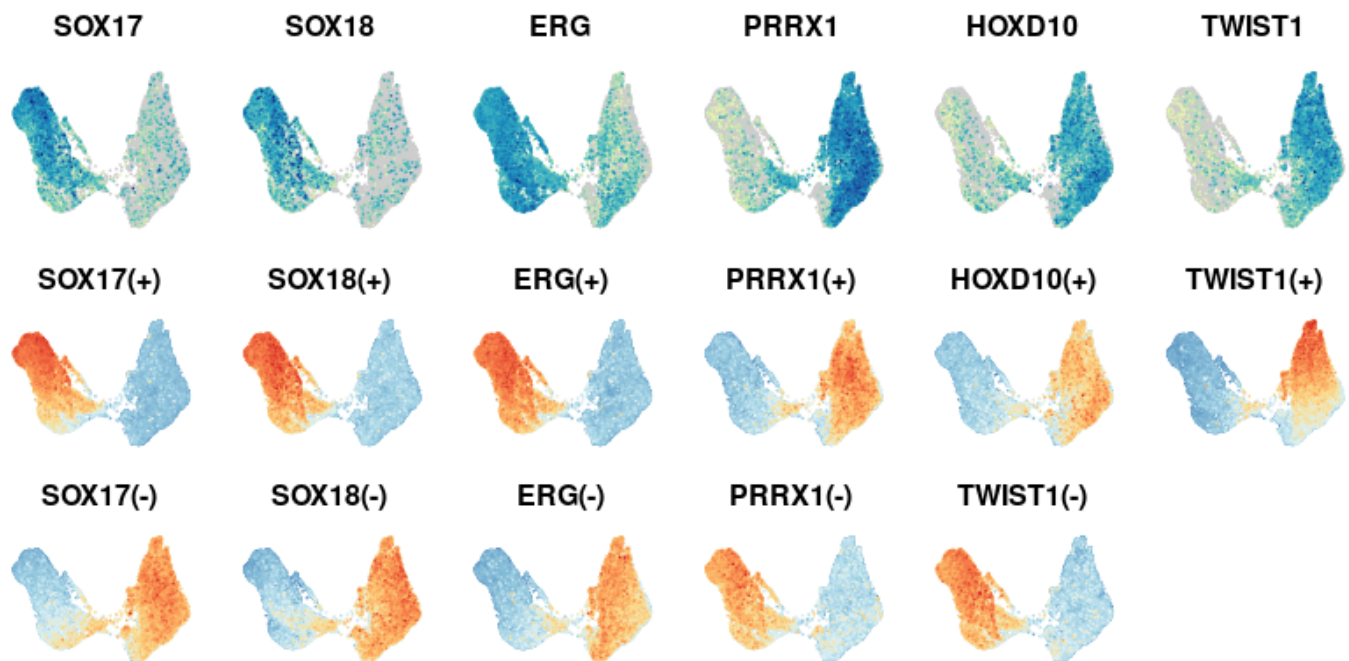 SOX17 SOX18 ERG PRRX1 HOXD10 TWIST1
SOX17(+) SOX18(+) ERG(+) PRRX1(+) HOXD10(+) TWIST1(+)
SOX17(-) SOX18(-) ERG(-) PRRX1(-) TWIST1(-)